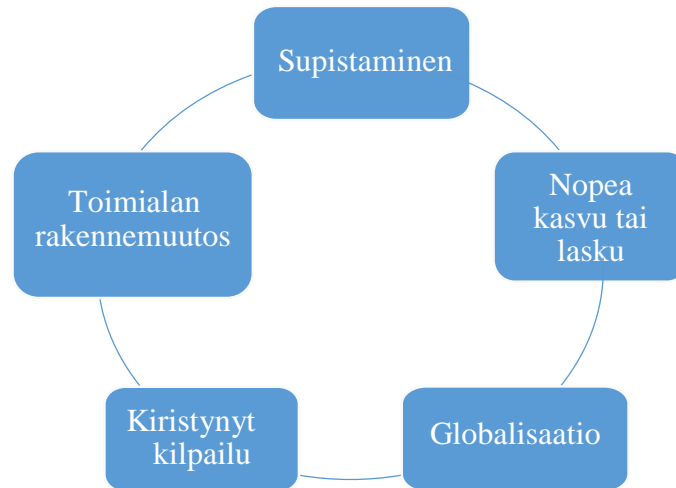 Supistaminen
Nopea
kasvu tai
lasku
Globalisaatio
Kiristynyt
kilpailu
Toimialan
rakennemuutos